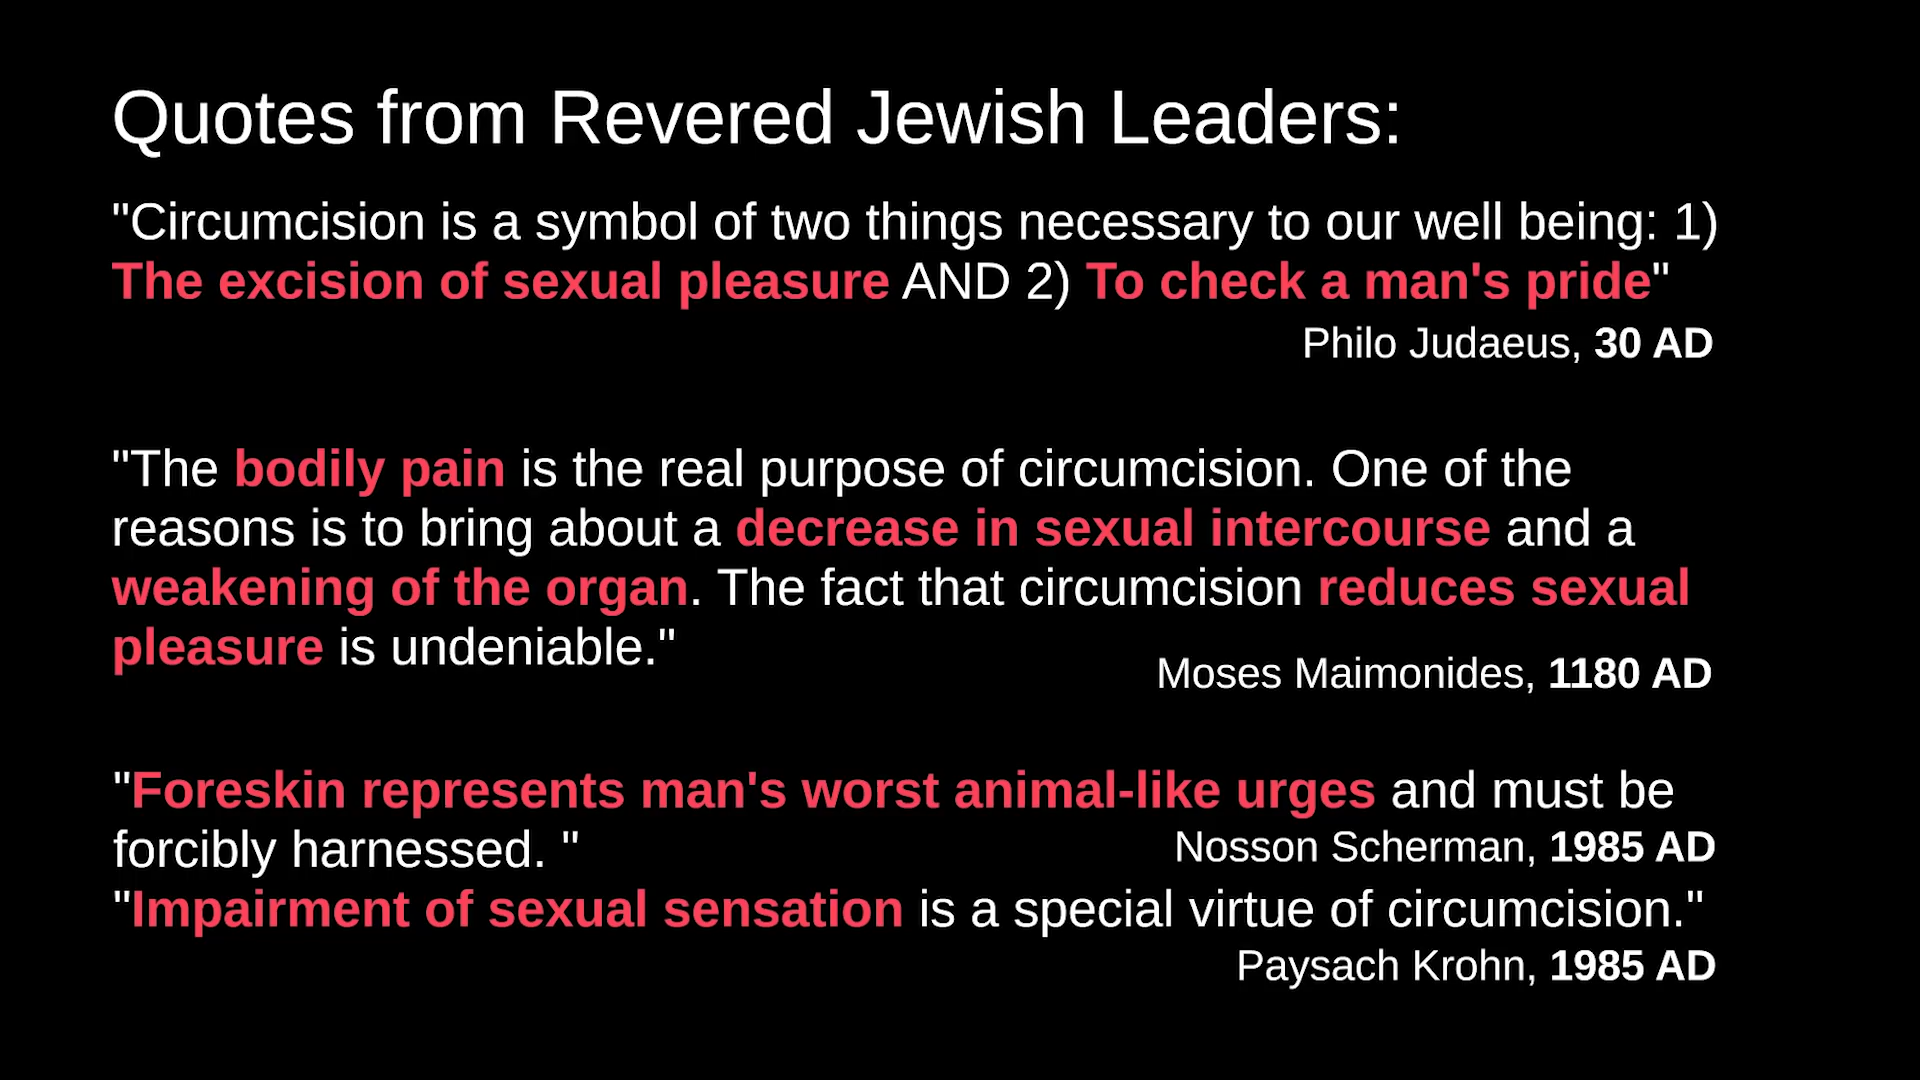 Quotes from Revered Jewish Leaders:
"Circumcision is a symbol of two things necessary to our well being: 1)
The excision of sexual pleasure AND 2) To check a man's pride"
Philo Judaeus, 30 AD
"The bodily pain is the real purpose of circumcision. One of the
reasons is to bring about a decrease in sexual intercourse and a
weakening of the organ. The fact that circumcision reduces sexual
pleasure is undeniable."
Moses Maimonides, 1180 AD
"Foreskin represents man's worst animal-like urges and must be
forcibly harnessed. "
Nosson Scherman, 1985 AD
"Impairment of sexual sensation is a special virtue of circumcision."
Paysach Krohn, 1985 AD